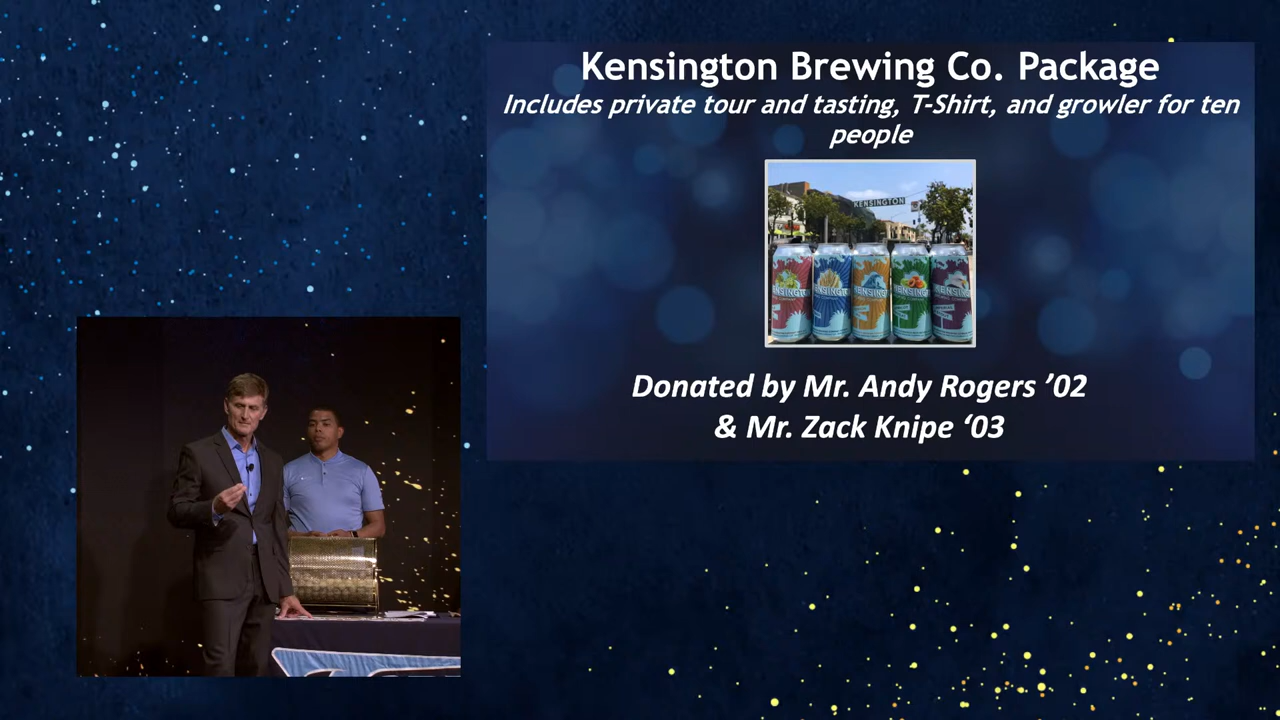 Kensington Brewing Co. Package
Includes private tour and tasting, T-Shirt, and growler for ten
people
KENSINGTON
Donated by Mr. Andy Rogers ’02
& Mr. Zack Knipe ‘03